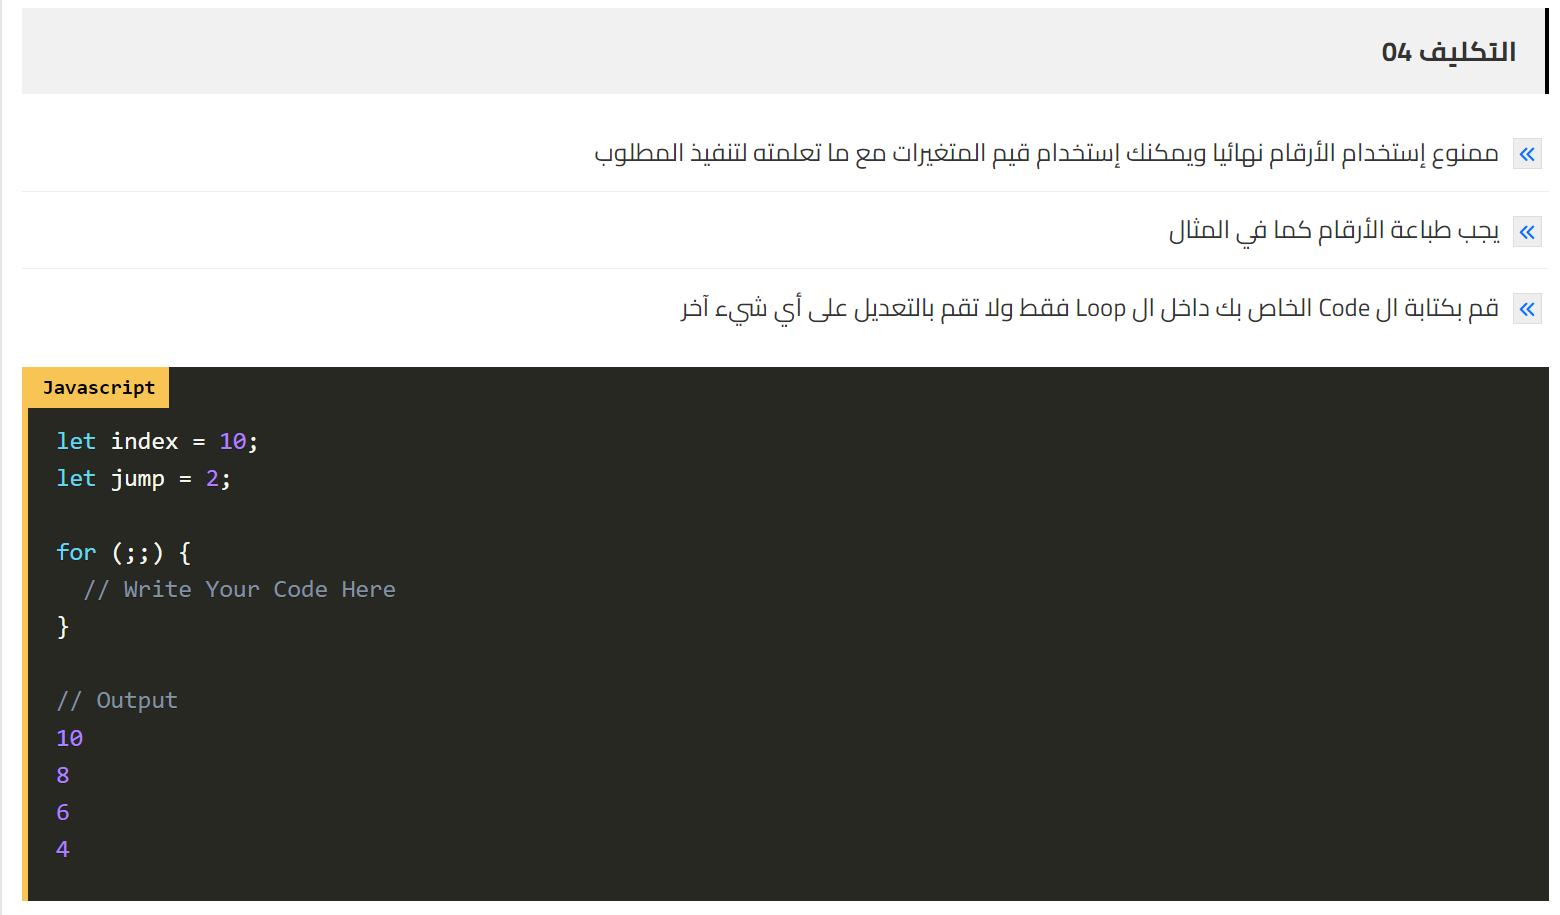 التكليف 04
ممنوع إستخدام الأرقام نهائيا ويمكنك إستخدام قيم المتغيرات مع ما تعلمته لتنفيذ المطلوب
يجب طباعة الأرقام كما في المثال
قم بكتابة ال Code الخاص بك داخل ال Loop فقط ولا تقم بالتعديل على أي شيء آخر
Javascript
let index = 10;
let jump = 2;
for (;;) {
  // Write Your Code Here
}
// Output
10
8
6
4